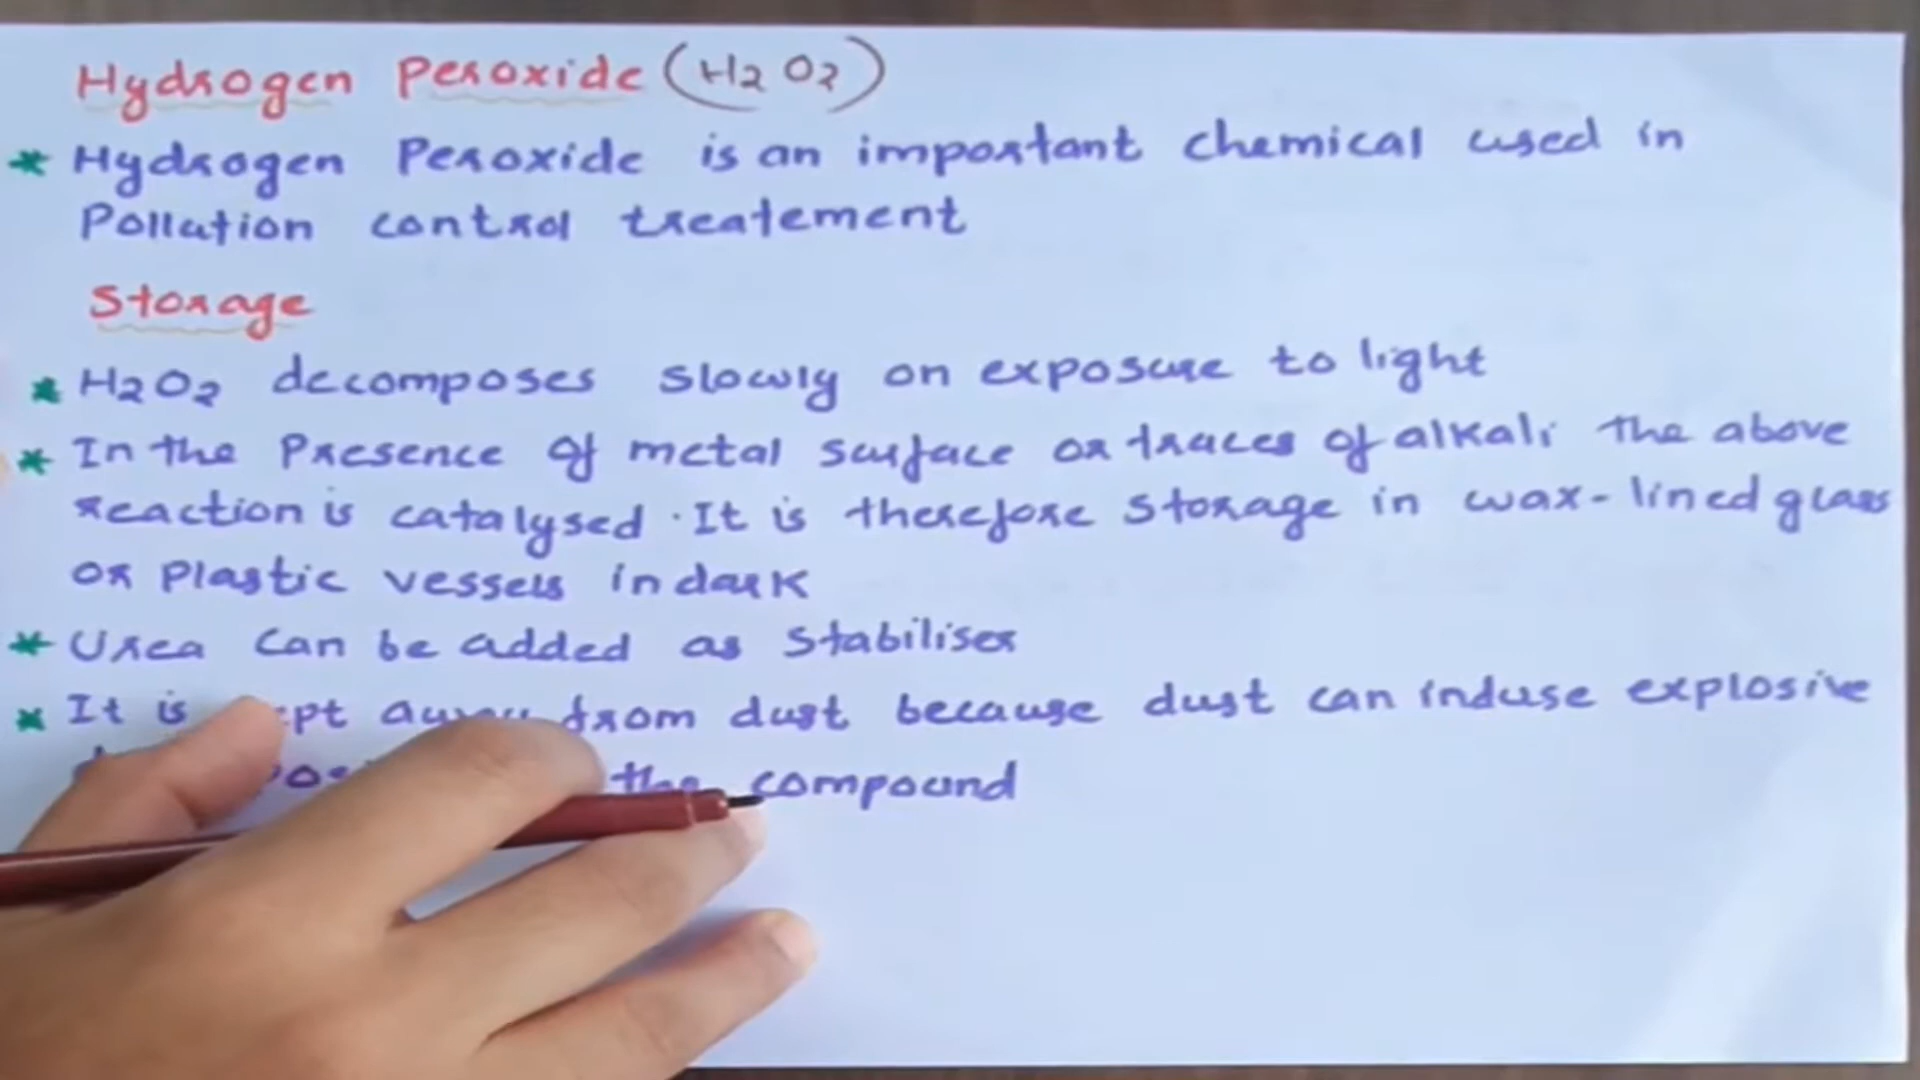 Hydrogen Peroxide (H2O2)
* Hydrogen Peroxide is an important chemical used in
Pollution control treatement
Storage
* H2O2 decomposes slowly on exposure to light
* In the Presence of metal surface or traces of alkali the above
reaction is catalysed. It is therefore storage in wax-lined glass
or Plastic vessels in dark
* Urea can be added as Stabiliser
* It is away from dust because dust can induse explosive
the compound